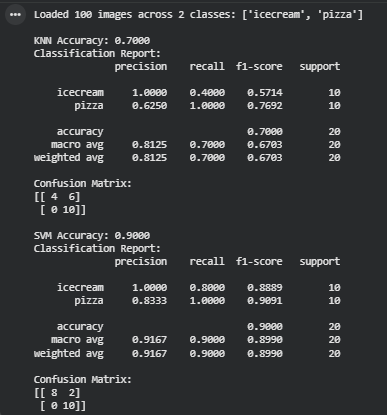 Loaded 100 images across 2 classes: ['icecream', 'pizza']
KNN Accuracy: 0.7000
Classification Report:
precision recall f1-score support
icecream 1.0000 0.4000 0.5714 10
pizza 0.6250 1.0000 0.7692 10
accuracy 0.7000 20
macro avg 0.8125 0.7000 0.6703 20
weighted avg 0.8125 0.7000 0.6703 20
Confusion Matrix:
[[ 4 6]
[ 0 10]]
SVM Accuracy: 0.9000
Classification Report:
precision recall f1-score support
icecream 1.0000 0.8000 0.8889 10
pizza 0.8333 1.0000 0.9091 10
accuracy 0.9000 20
macro avg 0.9167 0.9000 0.8990 20
weighted avg 0.9167 0.9000 0.8990 20
Confusion Matrix:
[[ 8 2]
[ 0 10]]